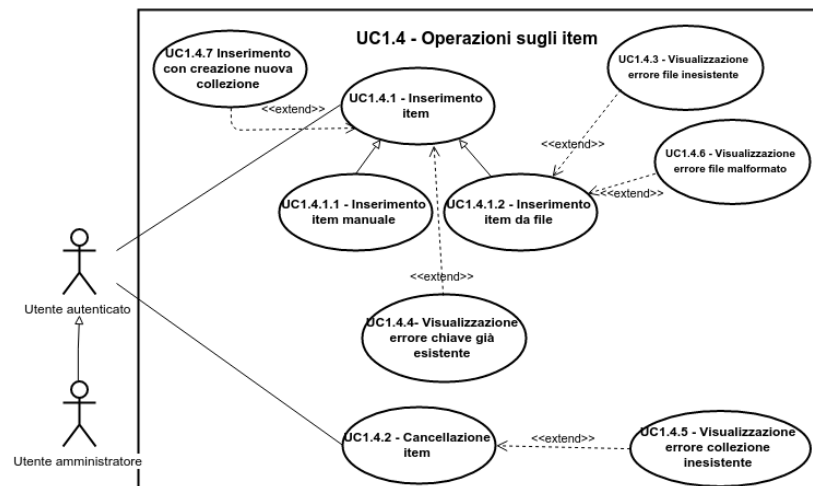 UC1.4 - Operazioni sugli item
UC1.4.7 Inserimento
con creazione nuova
collezione
<<extend>>
UC1.4.1 - Inserimento
item
UC1.4.3 - Visualizzazione
errore file inesistente
<<extend>>
UC1.4.6 - Visualizzazione
errore file malformato
<<extend>>
UC1.4.1.1 - Inserimento
item manuale
UC1.4.1.2 - Inserimento
item da file
<<extend>>
Utente autenticato
UC1.4.4- Visualizzazione
errore chiave già
esistente
UC1.4.2 - Cancellazione
item
<<extend>>
UC1.4.5 - Visualizzazione
errore collezione
inesistente
Utente amministratore